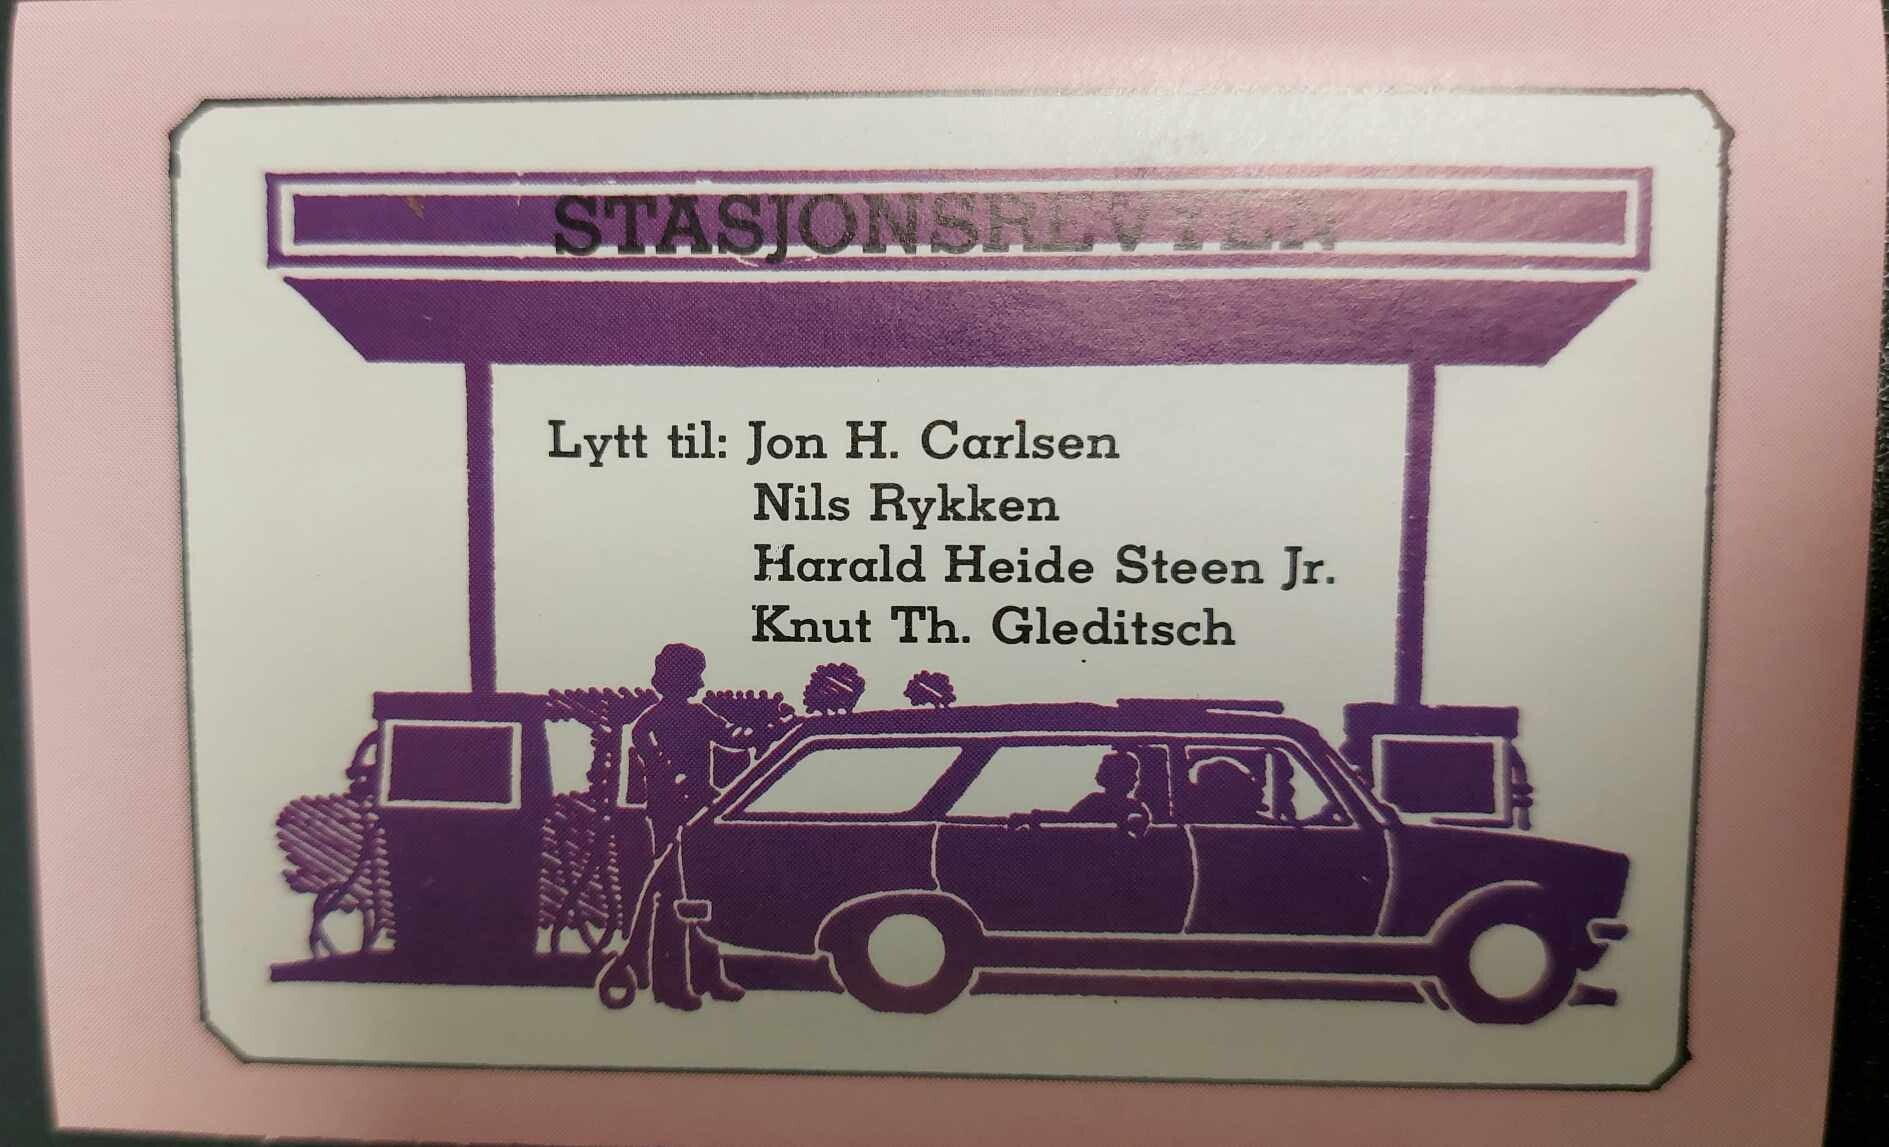 STASJONSREVYEN
Lytt til: Jon H. Carlsen
Nils Rykken
Harald Heide Steen Jr.
Knut Th. Gleditsch